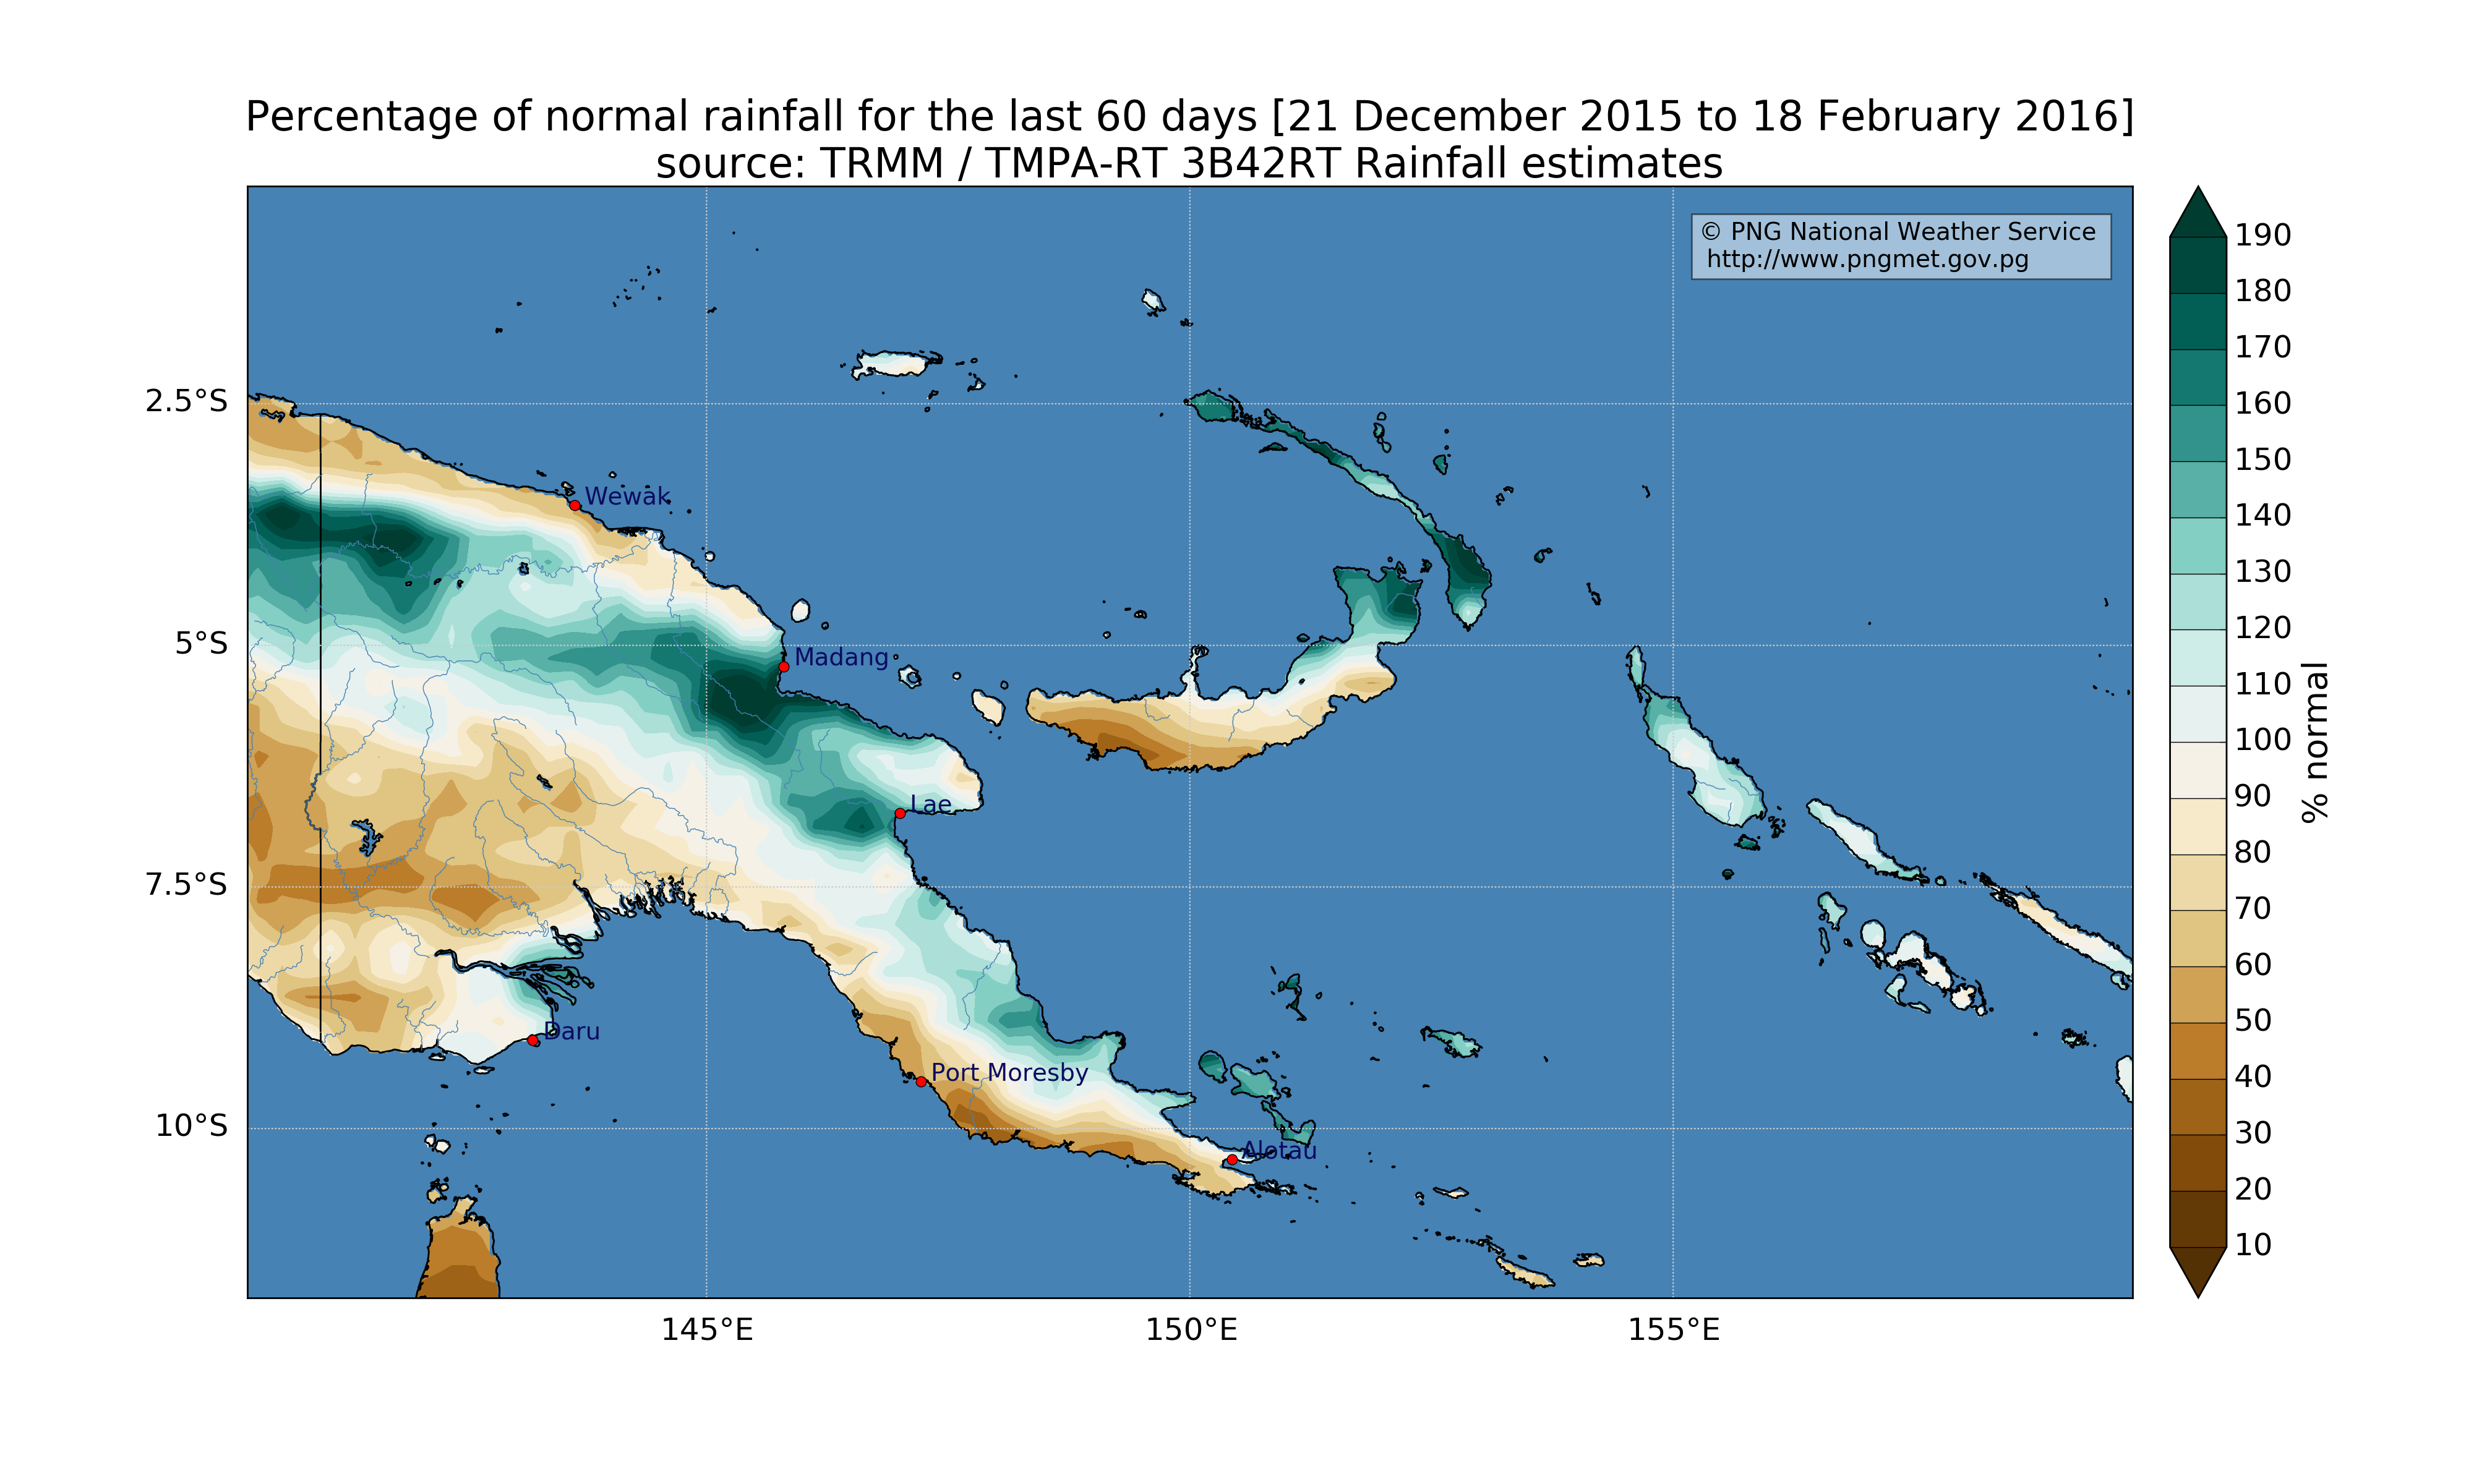 Percentage of normal rainfall for the last 60 days [21 December 2015 to 18 February 2016]
source: TRMM / TMPA-RT 3B42RT Rainfall estimates
© PNG National Weather Service
http://www.pngmet.gov.pg
2.5°S
5°S
7.5°S
10°S
Wewak
Madang
Lae
Daru
Port Moresby
Alotau
145°E
150°E
155°E
190
180
170
160
150
140
130
120
110
100
90
80
70
60
50
40
30
20
10
% normal